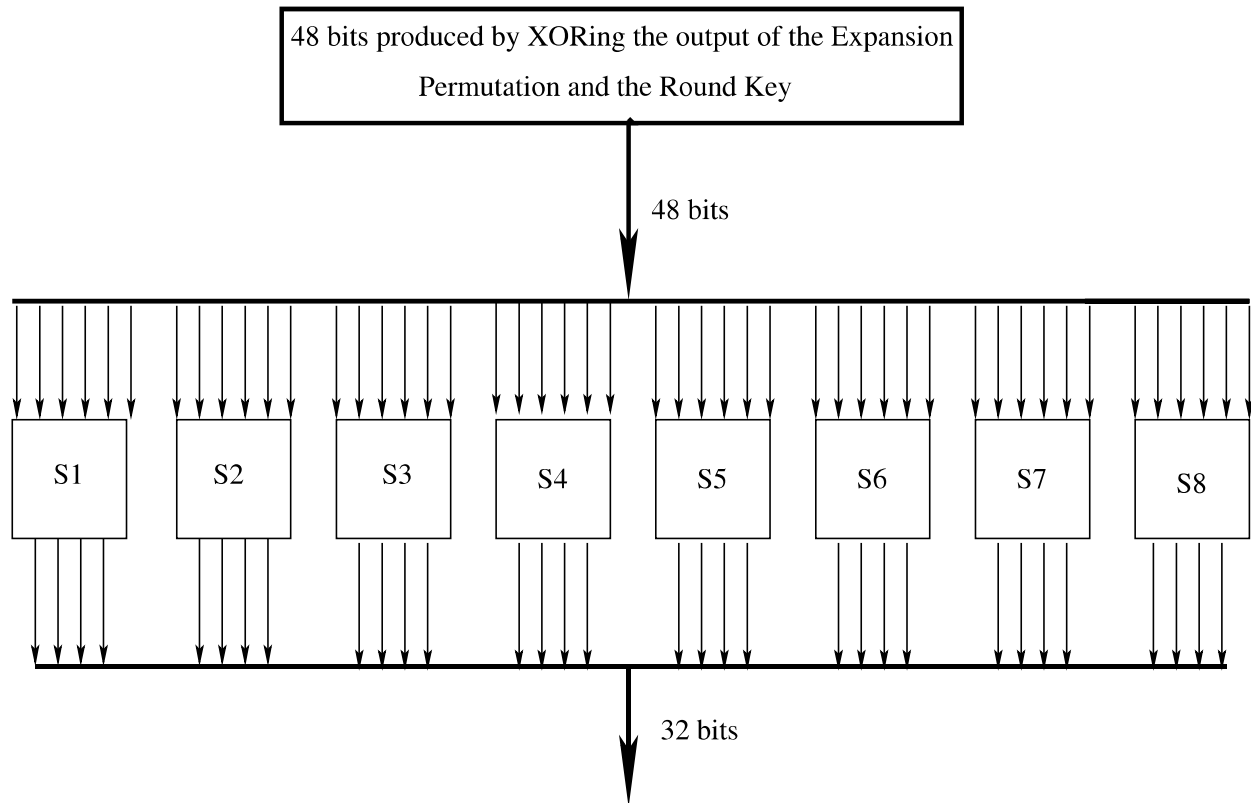 48 bits produced by XORing the output of the Expansion
Permutation and the Round Key
48 bits
S1 S2 S3 S4 S5 S6 S7 S8
32 bits